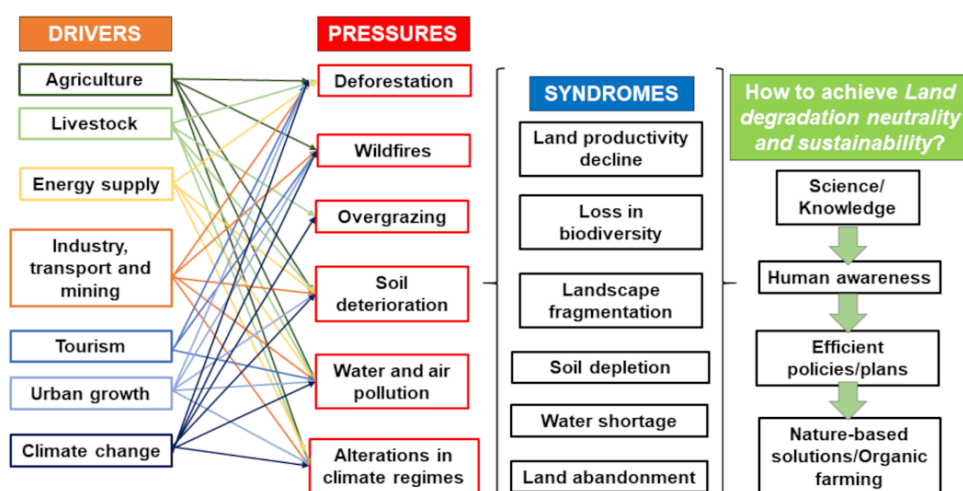 DRIVERS
Agriculture
Livestock
Energy supply
Industry,
transport and
mining
Tourism
Urban growth
Climate change
PRESSURES
Deforestation
Wildfires
Overgrazing
Soil
deterioration
Water and air
pollution
Alterations in
climate regimes
SYNDROMES
Land productivity
decline
Loss in
biodiversity
Landscape
fragmentation
Soil depletion
Water shortage
Land abandonment
How to achieve Land
degradation neutrality
and sustainability?
Science/
Knowledge
Human awareness
Efficient
policies/plans
Nature-based
solutions/Organic
farming